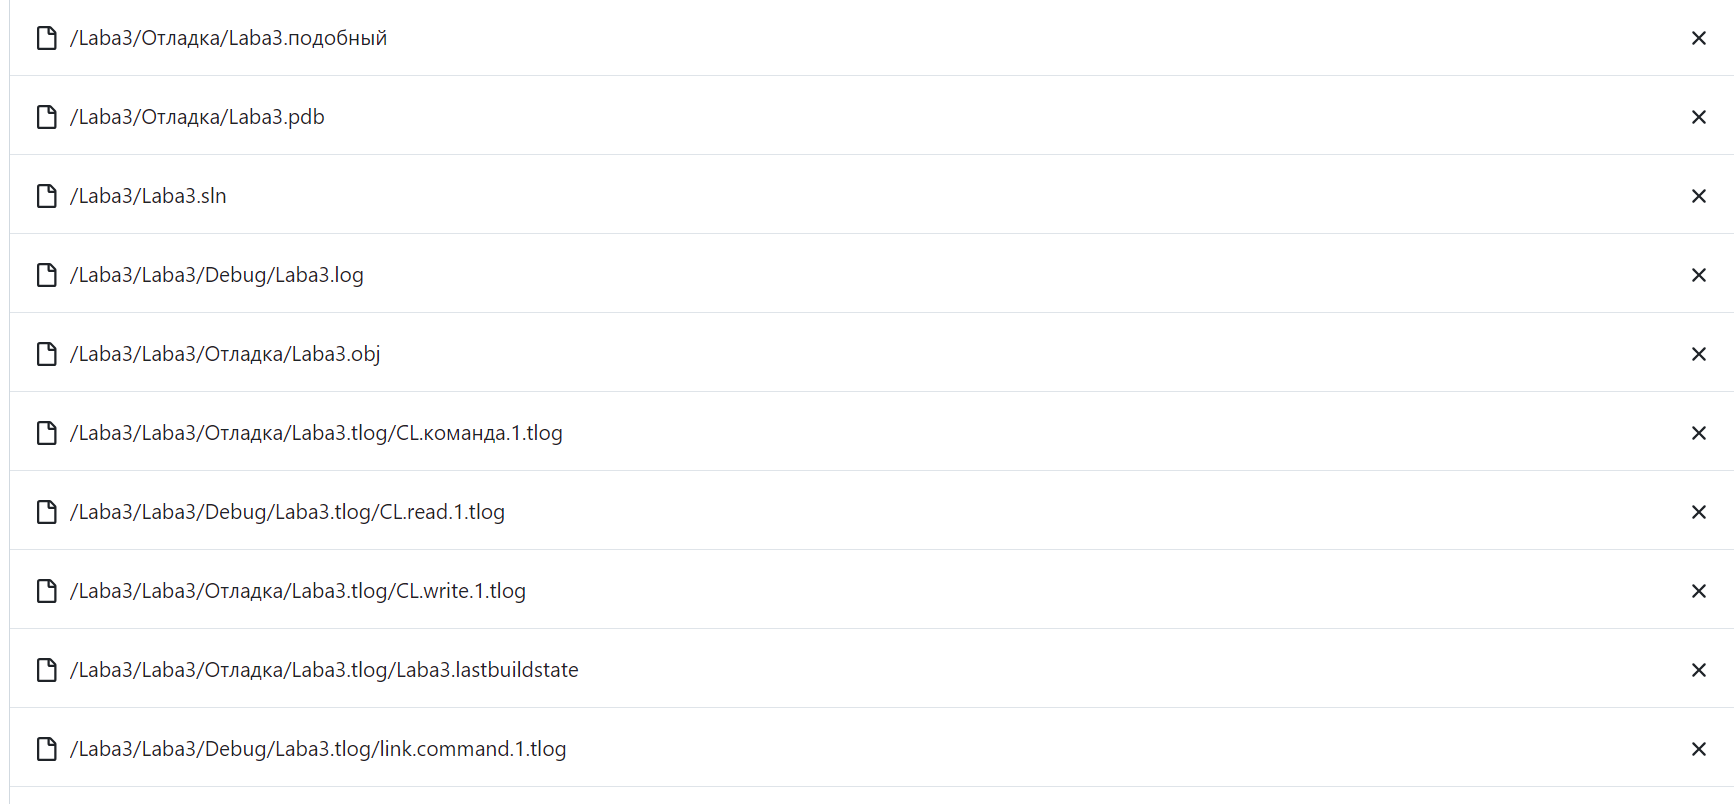 /Laba3/Отладка/Laba3.подобный
/Laba3/Отладка/Laba3.pdb
/Laba3/Laba3.sln
/Laba3/Laba3/Debug/Laba3.log
/Laba3/Laba3/Отладка/Laba3.obj
/Laba3/Laba3/Отладка/Laba3.tlog/CL.команда.1.tlog
/Laba3/Laba3/Debug/Laba3.tlog/CL.read.1.tlog
/Laba3/Laba3/Отладка/Laba3.tlog/CL.write.1.tlog
/Laba3/Laba3/Отладка/Laba3.tlog/Laba3.lastbuildstate
/Laba3/Laba3/Debug/Laba3.tlog/link.command.1.tlog